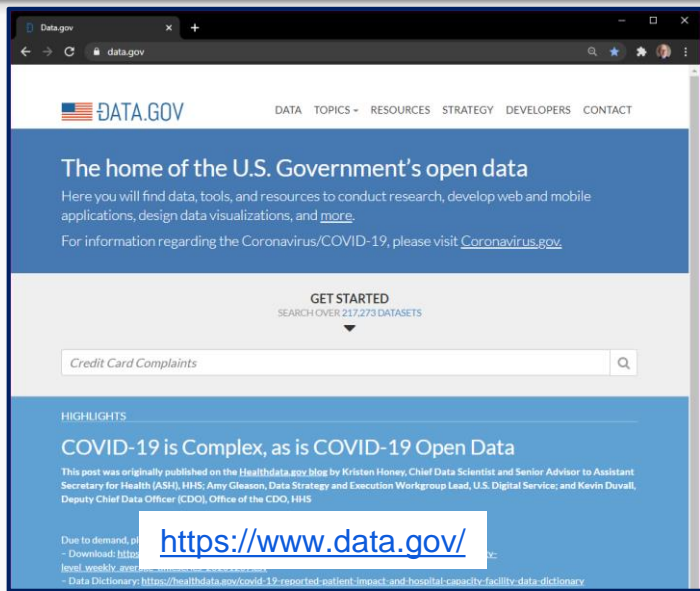 Data.gov
data.gov
DATA.GOV
DATA TOPICS RESOURCES STRATEGY DEVELOPERS CONTACT
The home of the U.S. Government's open data
Here you will find data, tools, and resources to conduct research, develop web and mobile
applications, design data visualizations, and more.
For information regarding the Coronavirus/COVID-19, please visit Coronavirus.gov.
GET STARTED
SEARCH OVER 217,273 DATASETS
Credit Card Complaints
HIGHLIGHTS
COVID-19 is Complex, as is COVID-19 Open Data
This post was originally published on the Healthdata.gov blog by Kristen Honey, Chief Data Scientist and Senior Advisor to Assistant
Secretary for Health (ASH), HHS; Amy Gleason, Data Strategy and Execution Workgroup Lead, U.S. Digital Service; and Kevin Duvall,
Deputy Chief Data Officer (CDO), Office of the CDO, HHS
Due to demand,
https://www.data.gov/
– Download:
– Data Dictionary: https://healthdata.gov/covid-19-reported-patient-impact-and-hospital-capacity-facility-data-dictionary